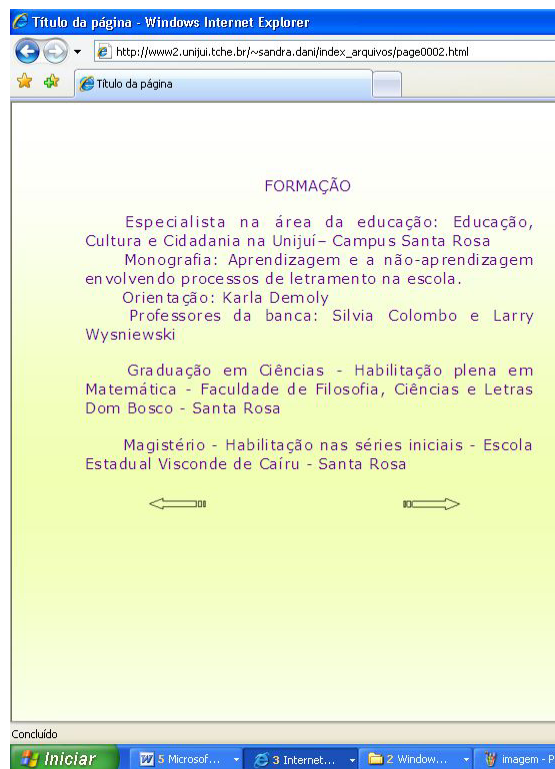 Título da página - Windows Internet Explorer
http://www2.unijui.tche.br/~sandra.dani/index_arquivos/page0002.html
Título da página
FORMAÇÃO
Especialista na área da educação: Educação,
Cultura e Cidadania na Unijuí– Campus Santa Rosa
Monografia: Aprendizagem e a não-aprendizagem
envolvendo processos de letramento na escola.
Orientação: Karla Demoly
Professores da banca: Silvia Colombo e Larry
Wysniewski
Graduação em Ciências - Habilitação plena em
Matemática - Faculdade de Filosofia, Ciências e Letras
Dom Bosco - Santa Rosa
Magistério - Habilitação nas séries iniciais - Escola
Estadual Visconde de Caíru - Santa Rosa
Concluído
Iniciar 5 Microsof... 3 Internet... 2 Window... imagem - P